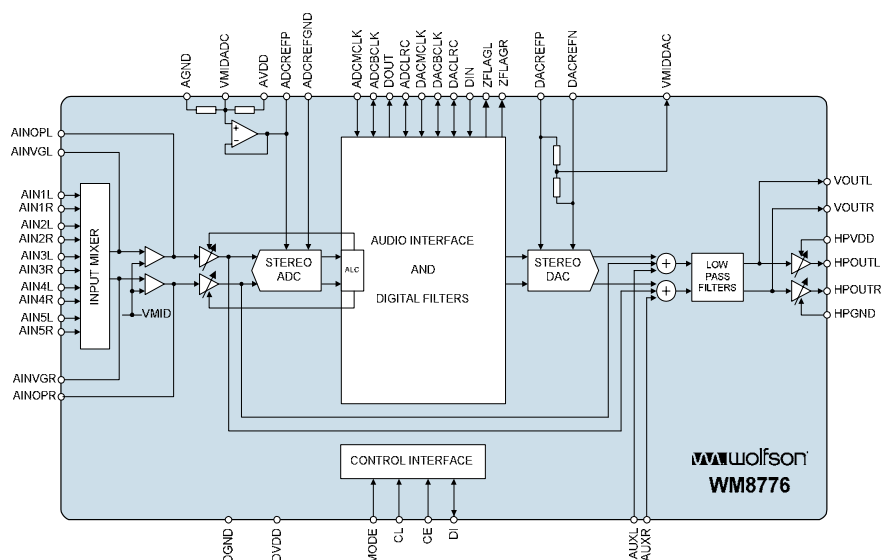 AGND
VMIDADC
AVDD
ADCREFP
ADCREFGND
ADCMCLK
ADCBCLK
DOUT
ADCLRC
DACMCLK
DACBCLK
DACLRC
DIN
ZFLAGL
ZFLAGR
DACREFP
DACREFN
VMIDDAC
AINOPL
AINVGL
AIN1L
AIN1R
AIN2L
AIN2R
AIN3L
AIN3R
AIN4L
AIN4R
AIN5L
AIN5R
AINVGR
AINOPR
INPUT MIXER
VMID
+
−
STEREO
ADC
ALC
AUDIO INTERFACE
AND
DIGITAL FILTERS
STEREO
DAC
+
+
LOW
PASS
FILTERS
VOUTL
VOUTR
HPVDD
HPOUTL
HPOUTR
HPGND
CONTROL INTERFACE
wolfson
WM8776
DGND
DVDD
MODE
CL
CE
DI
AUXL
AUXR